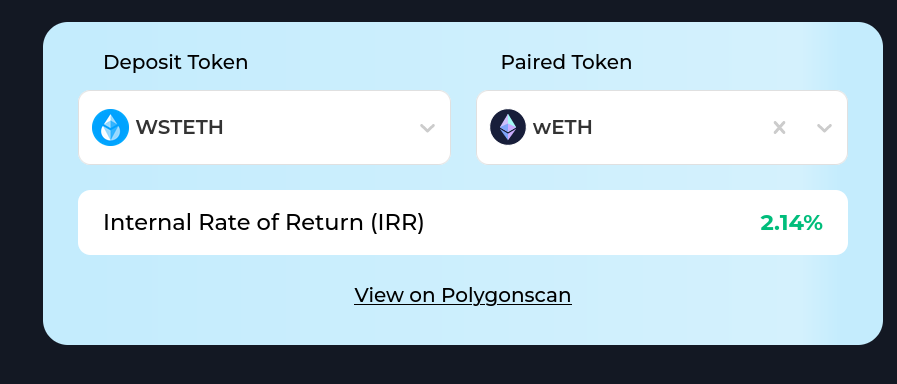 Deposit Token
Paired Token
WSTETH
wETH
Internal Rate of Return (IRR)
2.14%
View on Polygonscan